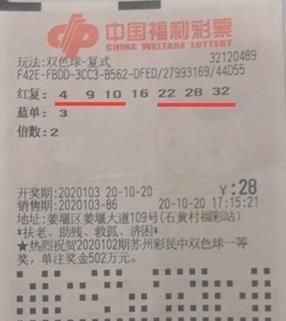 中国福利彩票
CHINA WELFARE LOTTERY
玩法:双色球-复式 32120489
F42E-FBDD-3CC3-B562-DFED/27993169/44D55
红复: 4 9 10 16 22 28 32
蓝单: 3
倍数:2
开奖期:2020103 20-10-20 ¥:28
销售期:2020103-86 20-10-20 17:15:21
地址:姜堰区姜堰大道109号(石黄村福彩站)
*扶老、助残、救孤、济困*
★热烈祝贺2020102期苏州彩民中双色球一等
奖,单注奖金502万元。